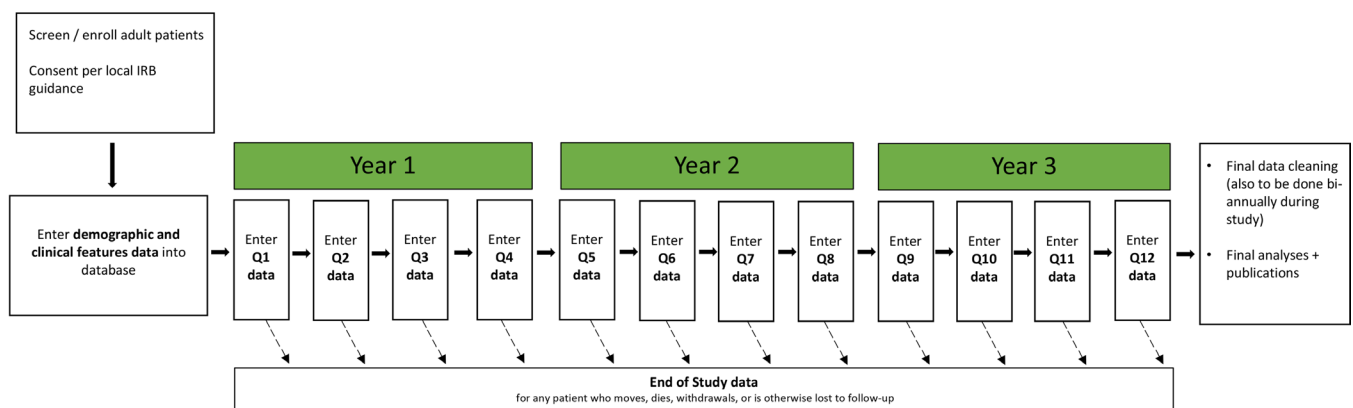 Screen / enroll adult patients
Consent per local IRB
guidance
Year 1
Year 2
Year 3
Enter demographic and
clinical features data into
database
Enter
Q1
data
Enter
Q2
data
Enter
Q3
data
Enter
Q4
data
Enter
Q5
data
Enter
Q6
data
Enter
Q7
data
Enter
Q8
data
Enter
Q9
data
Enter
Q10
data
Enter
Q11
data
Enter
Q12
data
• Final data cleaning
(also to be done bi-
annually during
study)
• Final analyses +
publications
End of Study data
for any patient who moves, dies, withdrawals, or is otherwise lost to follow-up